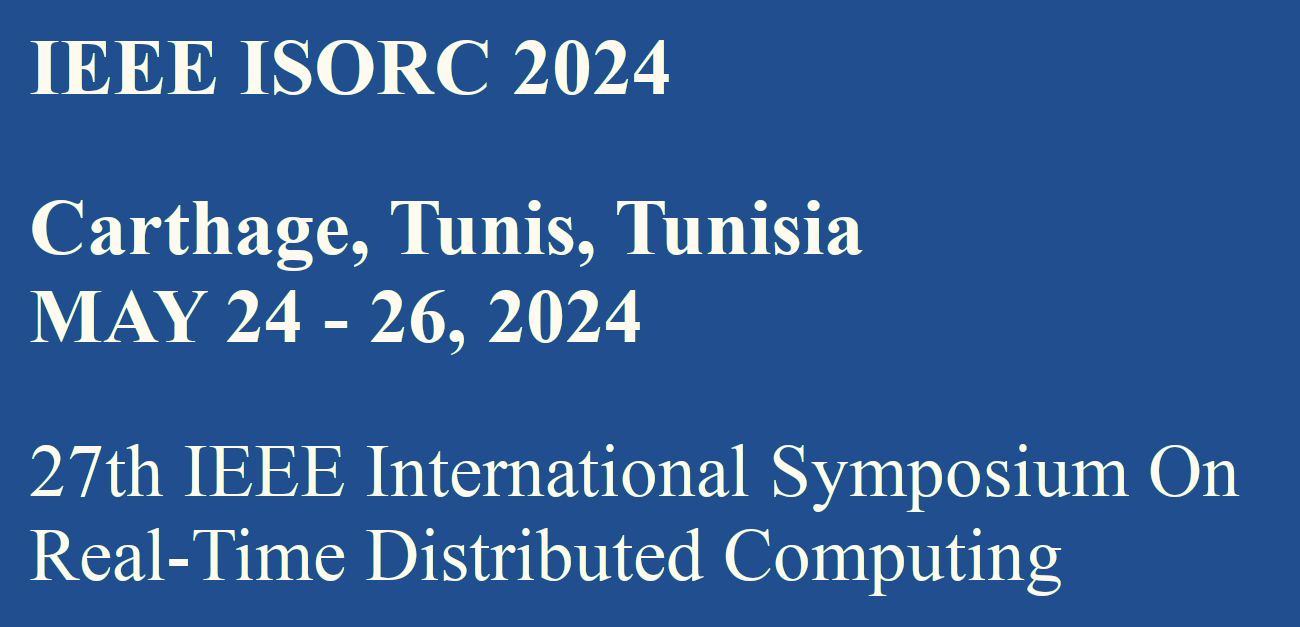 IEEE ISORC 2024
Carthage, Tunis, Tunisia
MAY 24 - 26, 2024
27th IEEE International Symposium On
Real-Time Distributed Computing